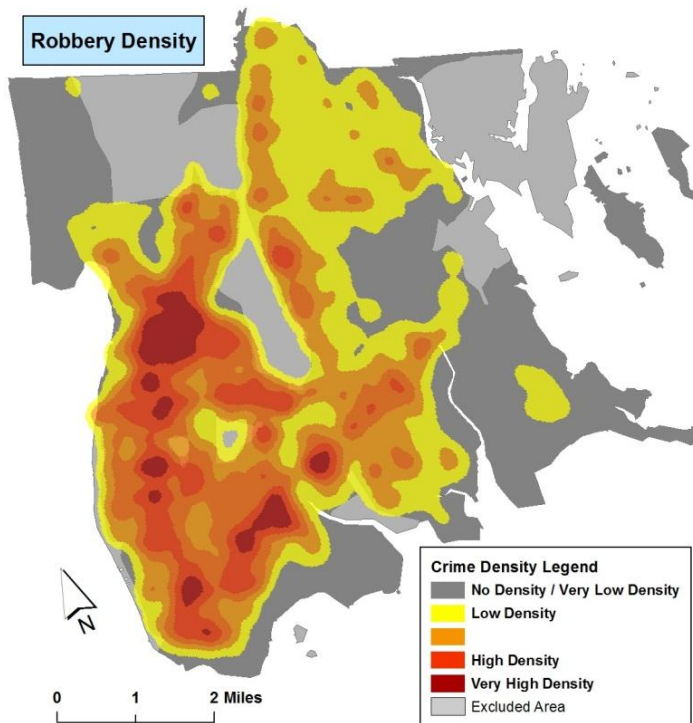 Robbery Density
Crime Density Legend
No Density / Very Low Density
Low Density
High Density
Very High Density
Excluded Area
N
0 1 2 Miles